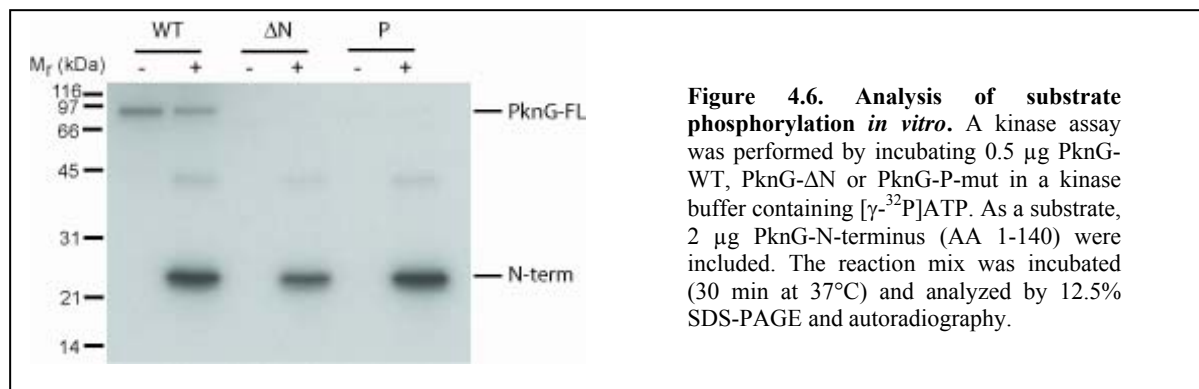 WT ΔN P
Mr (kDa) - + - + - +
116
97
66
45
31
21
14
PknG-FL
N-term
Figure 4.6. Analysis of substrate
phosphorylation in vitro. A kinase assay
was performed by incubating 0.5 µg PknG-
WT, PknG-ΔN or PknG-P-mut in a kinase
buffer containing [γ-³²P]ATP. As a substrate,
2 µg PknG-N-terminus (AA 1-140) were
included. The reaction mix was incubated
(30 min at 37°C) and analyzed by 12.5%
SDS-PAGE and autoradiography.